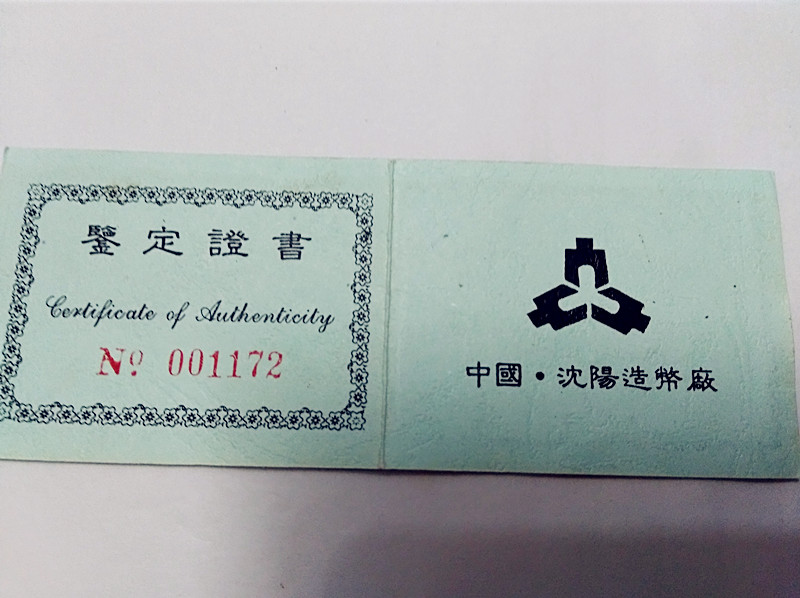 鑒定證書
Certificate of Authenticity
Nº 001172
中國·沈陽造幣廠